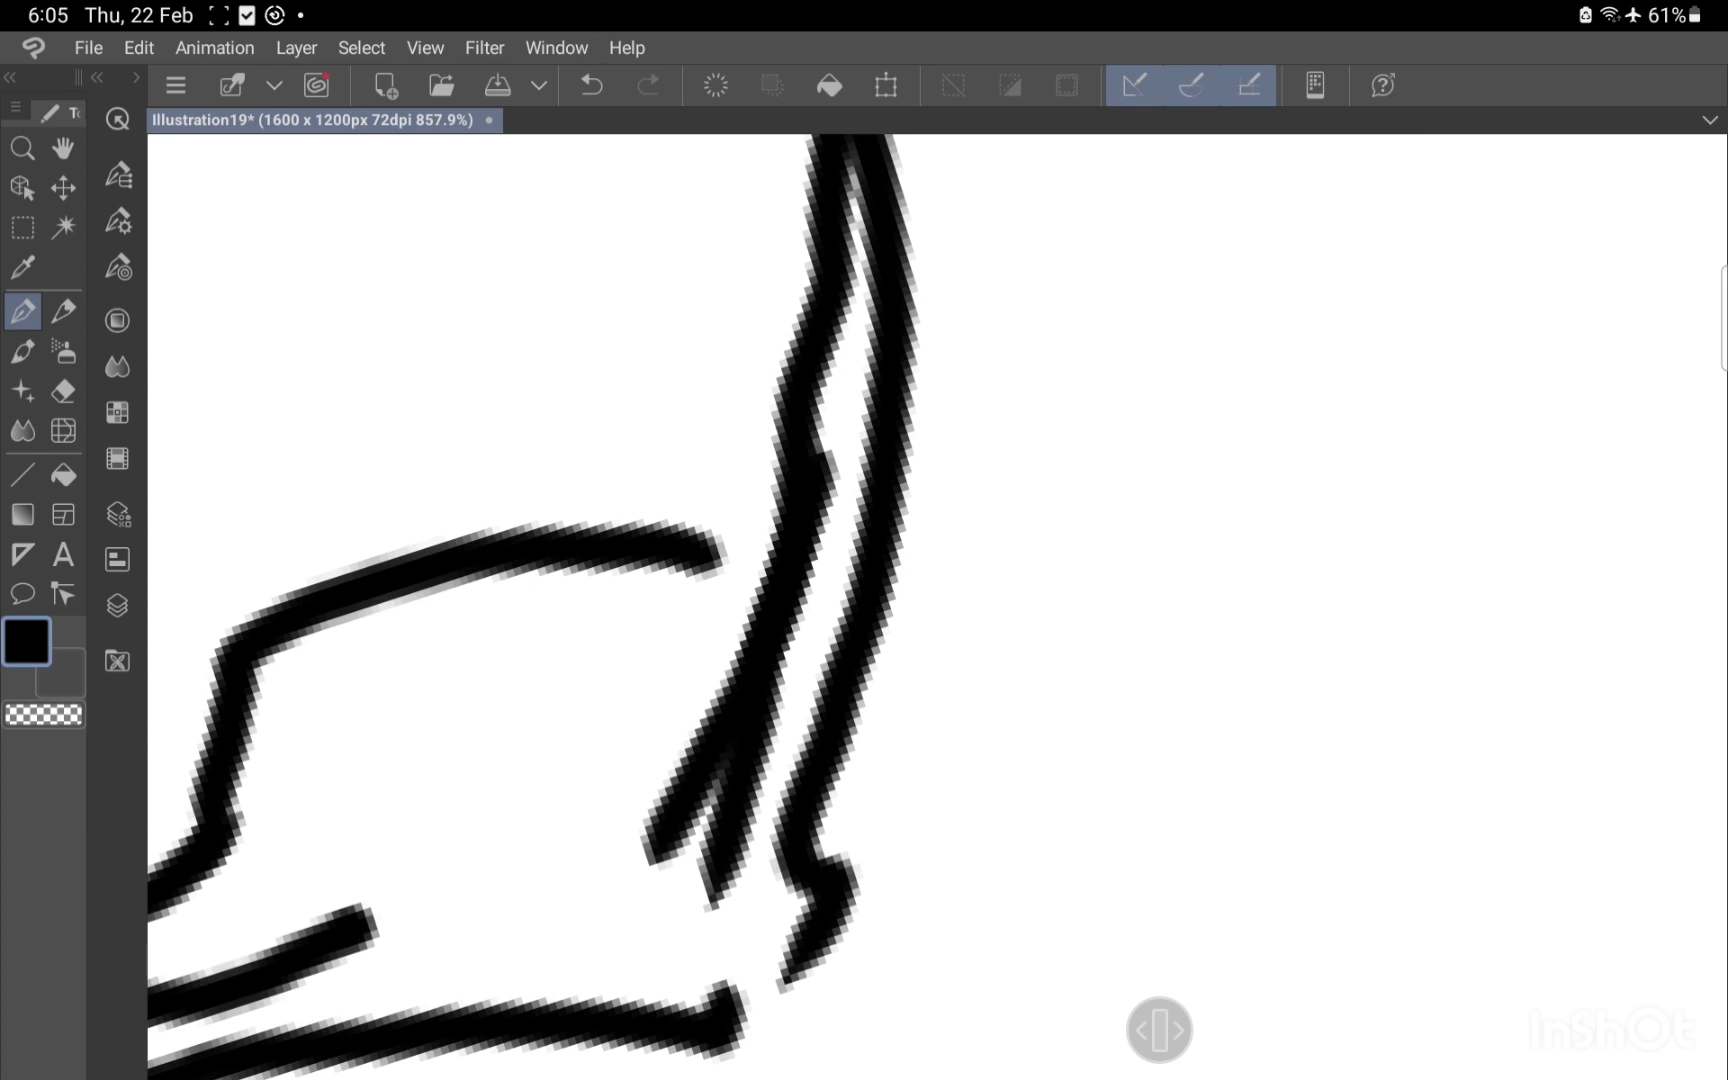 6:05 Thu, 22 Feb 61%
File Edit Animation Layer Select View Filter Window Help
Illustration19* (1600 x 1200px 72dpi 857.9%)
InShOt